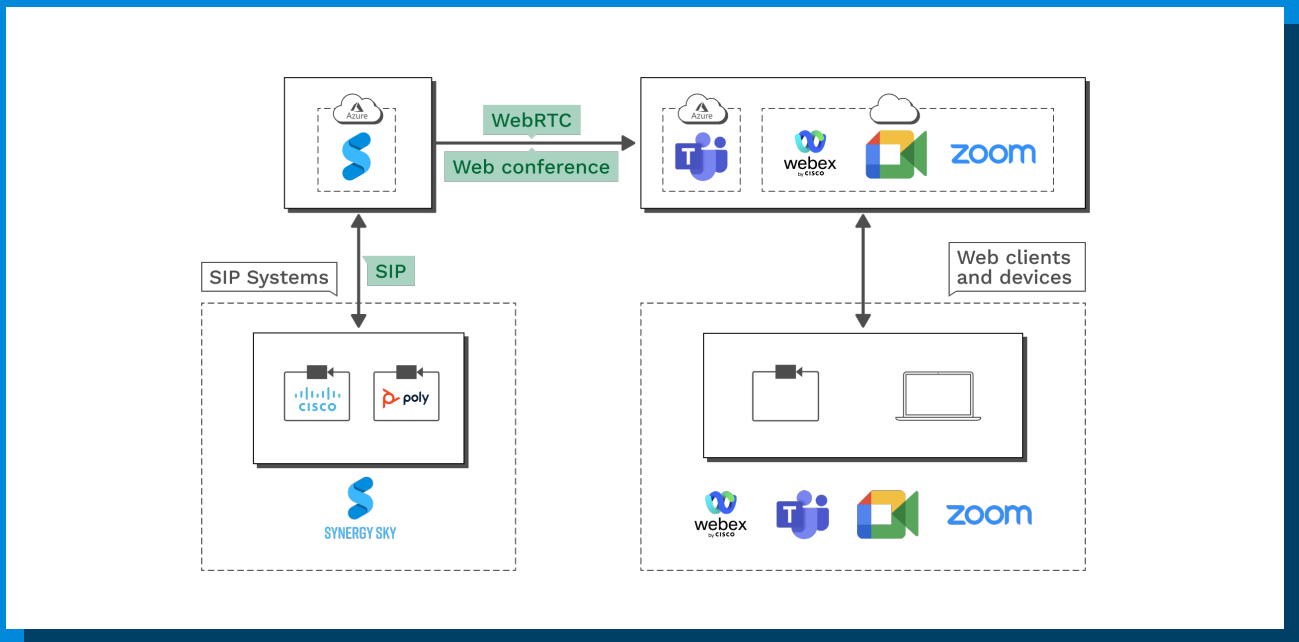 Azure
WebRTC
Web conference
Azure
webex
by CISCO
zoom
SIP Systems
SIP
Web clients
and devices
CISCO
poly
SYNERGY SKY
webex
by CISCO
zoom